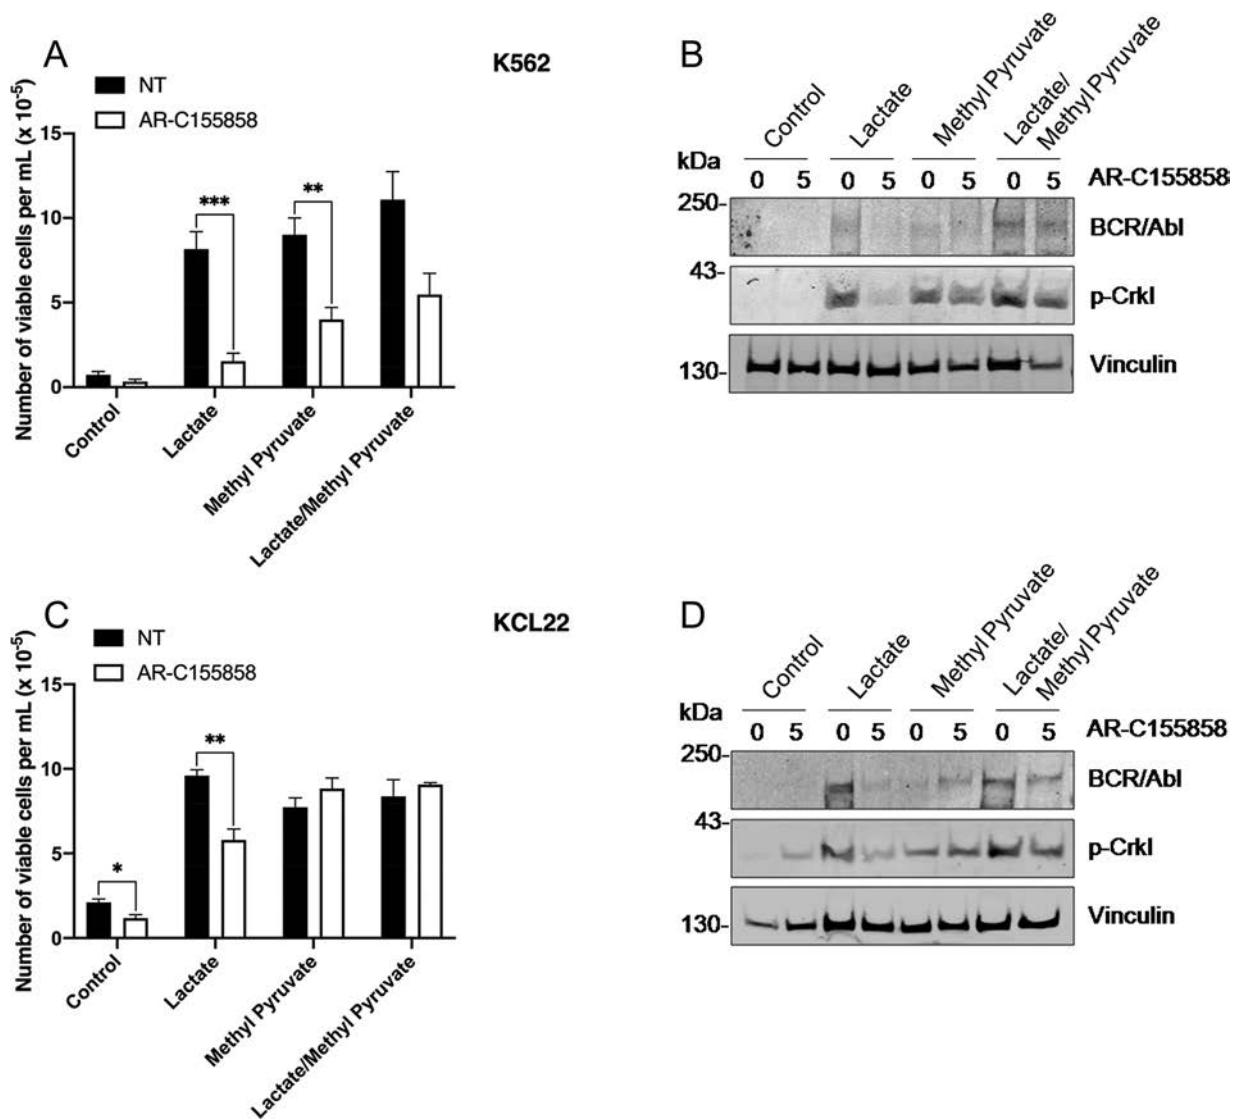 A
K562
NT
AR-C155858
Number of viable cells per mL (x 10⁻⁵)
15
10
5
0
***
**
Control
Lactate
Methyl Pyruvate
Lactate/Methyl Pyruvate
B
Control
Lactate
Methyl Pyruvate
Lactate/
Methyl Pyruvate
kDa
0 5 0 5 0 5 0 5 AR-C155858
250-
BCR/Abl
43-
p-Crkl
130-
Vinculin
C
KCL22
NT
AR-C155858
Number of viable cells per mL (x 10⁻⁵)
15
10
5
0
*
**
Control
Lactate
Methyl Pyruvate
Lactate/Methyl Pyruvate
D
Control
Lactate
Methyl Pyruvate
Lactate/
Methyl Pyruvate
kDa
0 5 0 5 0 5 0 5 AR-C155858
250-
BCR/Abl
43-
p-Crkl
130-
Vinculin